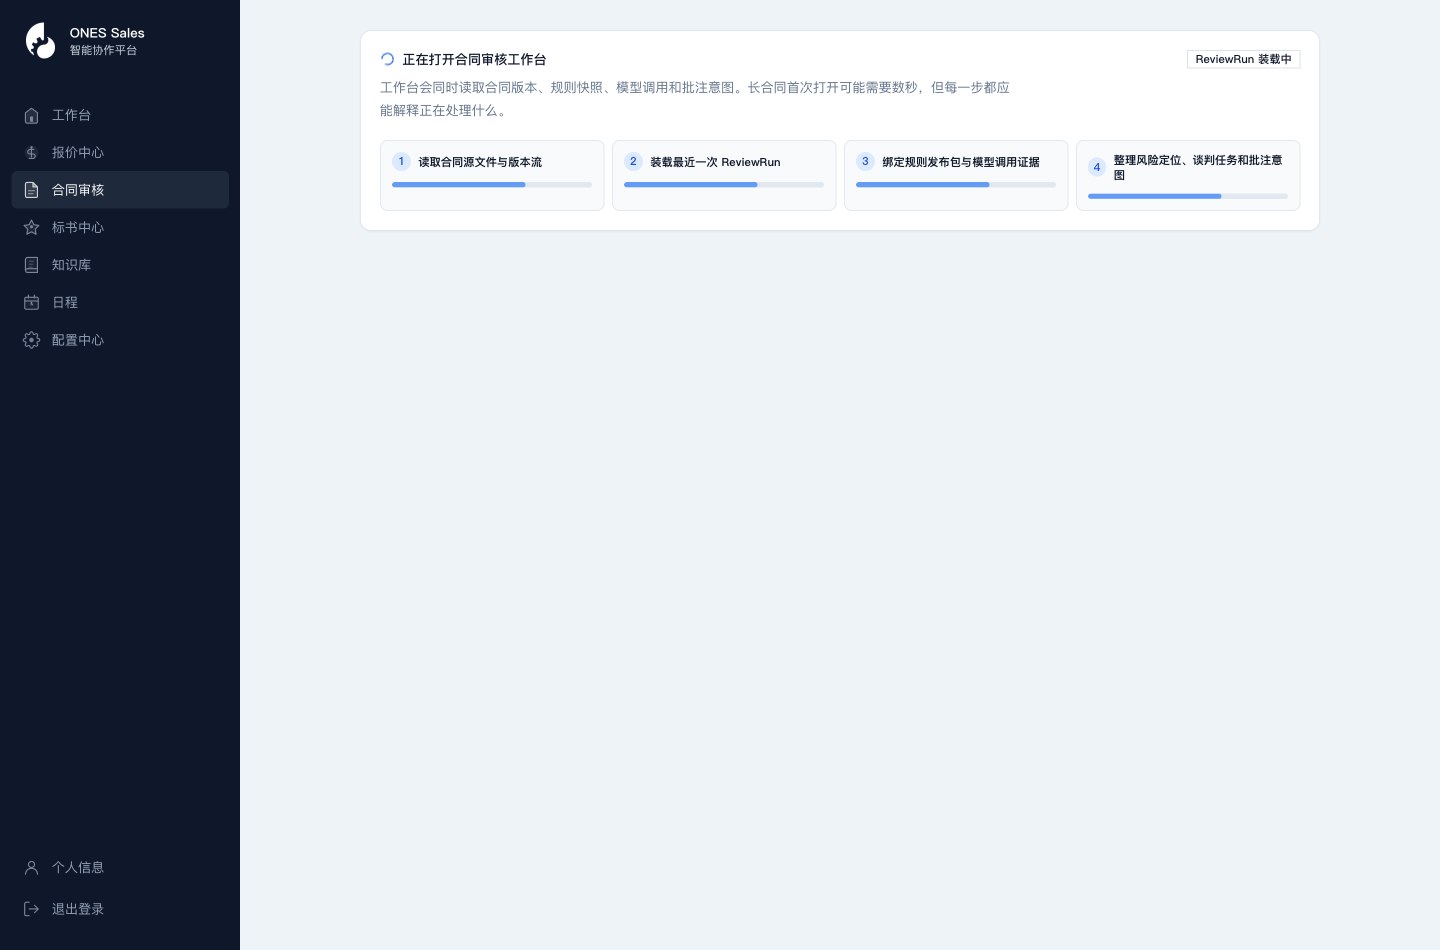 ONES Sales
智能协作平台
工作台
报价中心
合同审核
标书中心
知识库
日程
配置中心
个人信息
退出登录
正在打开合同审核工作台
ReviewRun 装载中
工作台会同时读取合同版本、规则快照、模型调用和批注意图。长合同首次打开可能需要数秒，但每一步都应
能解释正在处理什么。
1 读取合同源文件与版本流
2 装载最近一次 ReviewRun
3 绑定规则发布包与模型调用证据
4 整理风险定位、谈判任务和批注意
图